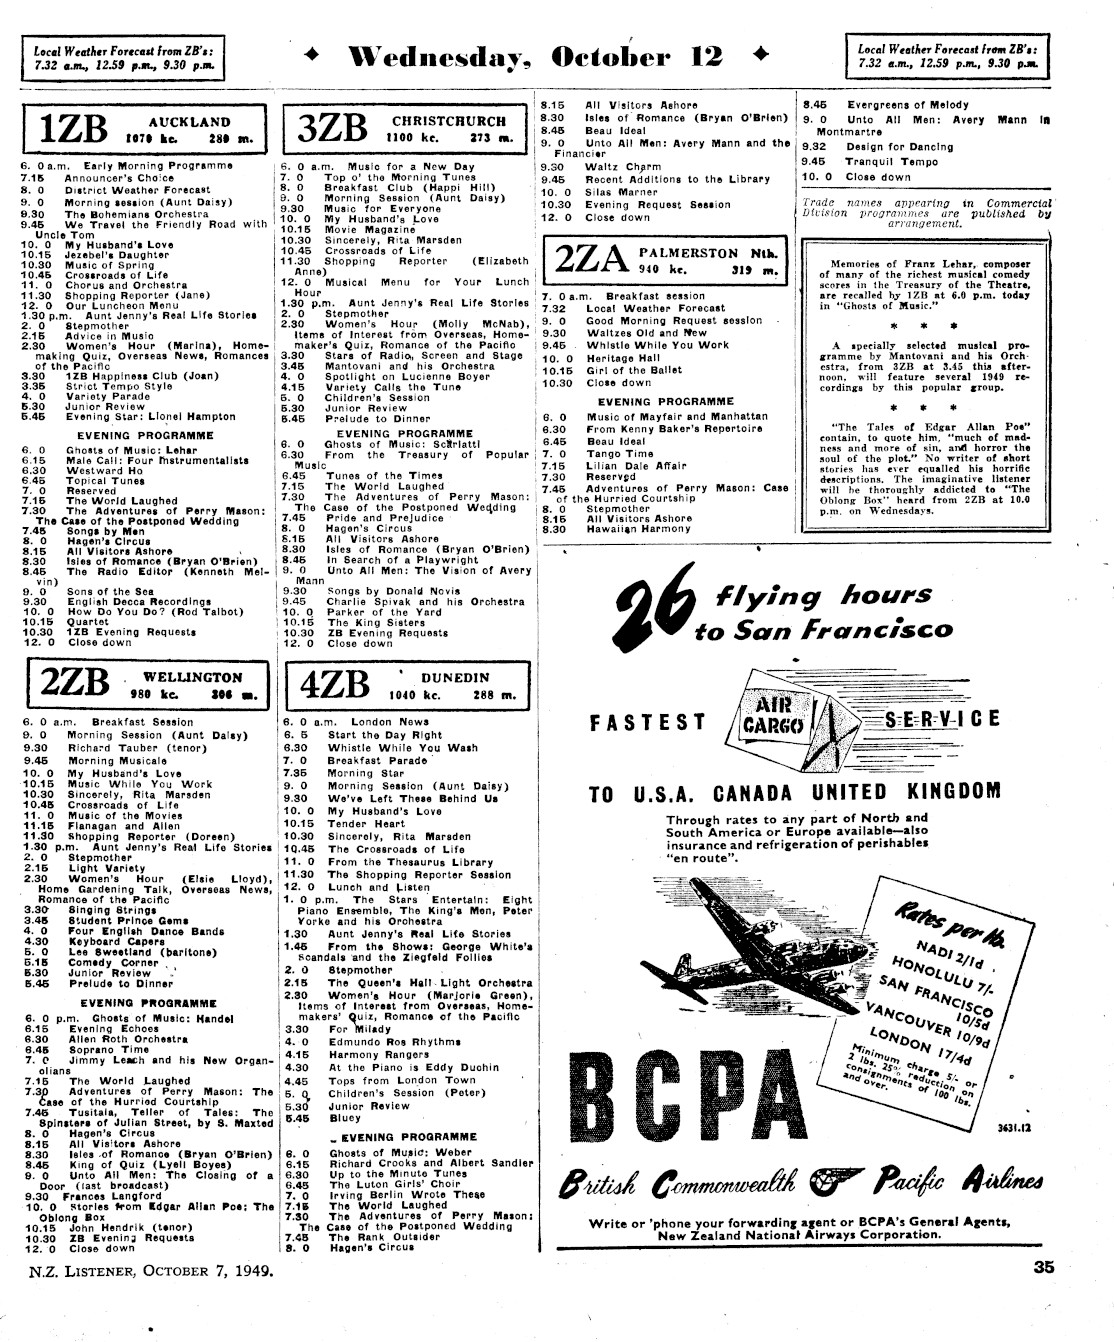 Local Weather Forecast from ZB's:
7.32 a.m., 12.59 p.m., 9.30 p.m.
Wednesday, October 12
Local Weather Forecast from ZB's:
7.32 a.m., 12.59 p.m., 9.30 p.m.
1ZB AUCKLAND
1070 kc. 280 m.
6. 0 a.m. Early Morning Programme
7.15 Announcer's Choice
8. 0 District Weather Forecast
9. 0 Morning session (Aunt Daisy)
9.30 The Bohemians Orchestra
9.45 We Travel the Friendly Road with
Uncle Tom
10. 0 My Husband's Love
10.15 Jezebel's Daughter
10.30 Music of Spring
10.45 Crossroads of Life
11. 0 Chorus and Orchestra
11.30 Shopping Reporter (Jane)
12. 0 Our Luncheon Menu
1.30 p.m. Aunt Jenny's Real Life Stories
2. 0 Stepmother
2.15 Advice in Music
2.30 Women's Hour (Marina), Home-
making Quiz, Overseas News, Romances
of the Pacific
3.30 1ZB Happiness Club (Joan)
3.35 Strict Tempo Style
4. 0 Variety Parade
5.30 Junior Review
5.45 Evening Star: Lionel Hampton
EVENING PROGRAMME
6. 0 Ghosts of Music: Lehar
6.15 Male Call: Four Instrumentalists
6.30 Westward Ho
6.45 Topical Tunes
7. 0 Reserved
7.15 The World Laughed
7.30 The Adventures of Perry Mason:
The Case of the Postponed Wedding
7.45 Songs by Men
8. 0 Hagen's Circus
8.15 All Visitors Ashore
8.30 Isles of Romance (Bryan O'Brien)
8.45 The Radio Editor (Kenneth Mel-
vin)
9. 0 Sons of the Sea
9.30 English Decca Recordings
10. 0 How Do You Do? (Rod Talbot)
10.15 Quartet
10.30 1ZB Evening Requests
12. 0 Close down
2ZB WELLINGTON
980 kc. 306 m.
6. 0 a.m. Breakfast Session
9. 0 Morning Session (Aunt Daisy)
9.30 Richard Tauber (tenor)
9.45 Morning Musicale
10. 0 My Husband's Love
10.15 Music While You Work
10.30 Sincerely, Rita Marsden
10.45 Crossroads of Life
11. 0 Music of the Movies
11.15 Flanagan and Allen
11.30 Shopping Reporter (Doreen)
1.30 p.m. Aunt Jenny's Real Life Stories
2. 0 Stepmother
2.15 Light Variety
2.30 Women's Hour (Elsie Lloyd),
Home Gardening Talk, Overseas News,
Romance of the Pacific
3.30 Singing Strings
3.45 Student Prince Gems
4. 0 Four English Dance Bands
4.30 Keyboard Capers
5. 0 Lee Sweetland (baritone)
5.15 Comedy Corner
5.30 Junior Review
5.45 Prelude to Dinner
EVENING PROGRAMME
6. 0 p.m. Ghosts of Music: Handel
6.15 Evening Echoes
6.30 Allen Roth Orchestra
6.45 Soprano Time
7. 0 Jimmy Leach and his New Organ-
olians
7.15 The World Laughed
7.30 Adventures of Perry Mason: The
Case of the Hurried Courtship
7.45 Tusitala, Teller of Tales: The
Spinsters of Julian Street, by S. Maxted
8. 0 Hagen's Circus
8.15 All Visitors Ashore
8.30 Isles of Romance (Bryan O'Brien)
8.45 King of Quiz (Lyell Boyes)
9. 0 Unto All Men: The Closing of a
Door (last broadcast)
9.30 Frances Langford
10. 0 Stories from Edgar Allan Poe: The
Oblong Box
10.15 John Hendrik (tenor)
10.30 ZB Evening Requests
12. 0 Close down
3ZB CHRISTCHURCH
1100 kc. 273 m.
6. 0 a.m. Music for a New Day
7. 0 Top o' the Morning Tunes
8. 0 Breakfast Club (Happi Hill)
9. 0 Morning Session (Aunt Daisy)
9.30 Music for Everyone
10. 0 My Husband's Love
10.15 Movie Magazine
10.30 Sincerely, Rita Marsden
10.45 Crossroads of Life
11.30 Shopping Reporter (Elizabeth
Anne)
12. 0 Musical Menu for Your Lunch
Hour
1.30 p.m. Aunt Jenny's Real Life Stories
2. 0 Stepmother
2.30 Women's Hour (Molly McNab),
Items of Interest from Overseas, Home-
maker's Quiz, Romance of the Pacific
3.30 Stars of Radio, Screen and Stage
3.45 Mantovani and his Orchestra
4. 0 Spotlight on Lucienne Boyer
4.15 Variety Calls the Tune
5. 0 Children's Session
5.30 Junior Review
5.45 Prelude to Dinner
EVENING PROGRAMME
6. 0 Ghosts of Music: Scarlatti
6.30 From the Treasury of Popular
Music
6.45 Tunes of the Times
7.15 The World Laughed
7.30 The Adventures of Perry Mason:
The Case of the Postponed Wedding
7.45 Pride and Prejudice
8. 0 Hagen's Circus
8.15 All Visitors Ashore
8.30 Isles of Romance (Bryan O'Brien)
8.45 In Search of a Playwright
9. 0 Unto All Men: The Vision of Avery
Mann
9.30 Songs by Donald Novis
9.45 Charlie Spivak and his Orchestra
10. 0 Parker of the Yard
10.15 The King Sisters
10.30 ZB Evening Requests
12. 0 Close down
4ZB DUNEDIN
1040 kc. 288 m.
6. 0 a.m. London News
6. 5 Start the Day Right
6.30 Whistle While You Wash
7. 0 Breakfast Parade
7.35 Morning Star
9. 0 Morning Session (Aunt Daisy)
9.30 We've Left These Behind Us
10. 0 My Husband's Love
10.15 Tender Heart
10.30 Sincerely, Rita Marsden
10.45 The Crossroads of Life
11. 0 From the Thesaurus Library
11.30 The Shopping Reporter Session
12. 0 Lunch and Listen
1. 0 p.m. The Stars Entertain: Eight
Piano Ensemble, The King's Men, Peter
Yorke and his Orchestra
1.30 Aunt Jenny's Real Life Stories
1.45 From the Shows: George White's
Scandals and the Ziegfeld Follies
2. 0 Stepmother
2.15 The Queen's Hall Light Orchestra
2.30 Women's Hour (Marjorie Green),
Items of Interest from Overseas, Home-
makers' Quiz, Romance of the Pacific
3.30 For Milady
4. 0 Edmundo Ros Rhythms
4.15 Harmony Rangers
4.30 At the Piano is Eddy Duchin
4.45 Tops from London Town
5. 0 Children's Session (Peter)
5.30 Junior Review
5.45 Bluey
EVENING PROGRAMME
6. 0 Ghosts of Music: Weber
6.15 Richard Crooks and Albert Sandler
6.30 Up to the Minute Tunes
6.45 The Luton Girls' Choir
7. 0 Irving Berlin Wrote These
7.15 The World Laughed
7.30 The Adventures of Perry Mason:
The Case of the Postponed Wedding
7.45 The Rank Outsider
8. 0 Hagen's Circus
8.15 All Visitors Ashore
8.30 Isles of Romance (Bryan O'Brien)
8.45 Beau Ideal
9. 0 Unto All Men: Avery Mann and the
Financier
9.30 Waltz Charm
9.45 Recent Additions to the Library
10. 0 Silas Marner
10.30 Evening Request Session
12. 0 Close down
2ZA PALMERSTON Nth.
940 kc. 319 m.
7. 0 a.m. Breakfast session
7.32 Local Weather Forecast
9. 0 Good Morning Request session
9.30 Waltzes Old and New
9.45 Whistle While You Work
10. 0 Heritage Hall
10.15 Girl of the Ballet
10.30 Close down
EVENING PROGRAMME
6. 0 Music of Mayfair and Manhattan
6.30 From Kenny Baker's Repertoire
6.45 Beau Ideal
7. 0 Tango Time
7.15 Lilian Dale Affair
7.30 Reserved
7.45 Adventures of Perry Mason: Case
of the Hurried Courtship
8. 0 Stepmother
8.15 All Visitors Ashore
8.30 Hawaiian Harmony
8.45 Evergreens of Melody
9. 0 Unto All Men: Avery Mann in
Montmartre
9.32 Design for Dancing
9.45 Tranquil Tempo
10. 0 Close down
Trade names appearing in Commercial
Division programmes are published by
arrangement.
Memories of Franz Lehar, composer
of many of the richest musical comedy
scores in the Treasury of the Theatre,
are recalled by 1ZB at 6.0 p.m. today
in "Ghosts of Music."
* * *
A specially selected musical pro-
gramme by Mantovani and his Orch-
estra, from 3ZB at 3.45 this after-
noon, will feature several 1949 re-
cordings by this popular group.
* * *
"The Tales of Edgar Allan Poe"
contain, to quote him, "much of mad-
ness and more of sin, and horror the
soul of the plot." No writer of short
stories has ever equalled his horrific
descriptions. The imaginative listener
will be thoroughly addicted to "The
Oblong Box" heard from 2ZB at 10.0
p.m. on Wednesdays.
26 flying hours
to San Francisco
FASTEST AIR CARGO SERVICE
TO U.S.A. CANADA UNITED KINGDOM
Through rates to any part of North and
South America or Europe available—also
insurance and refrigeration of perishables
"en route".
Rates per lb.
NADI 2/1d
HONOLULU 7/-
SAN FRANCISCO
10/5d
VANCOUVER 10/9d
LONDON 17/4d
Minimum charge 5/- or
2 lbs. 25% reduction on
consignments of 100 lbs.
and over.
BCPA
3631.12
British Commonwealth Pacific Airlines
Write or 'phone your forwarding agent or BCPA's General Agents,
New Zealand National Airways Corporation.
N.Z. LISTENER, OCTOBER 7, 1949.
35